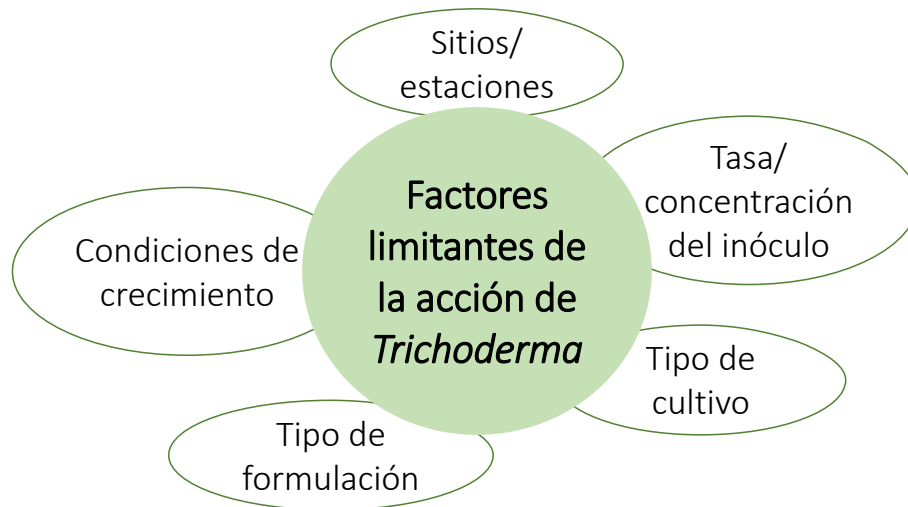 Sitios/
estaciones
Tasa/
concentración
del inóculo
Factores
limitantes de
la acción de
Trichoderma
Condiciones de
crecimiento
Tipo de
cultivo
Tipo de
formulación